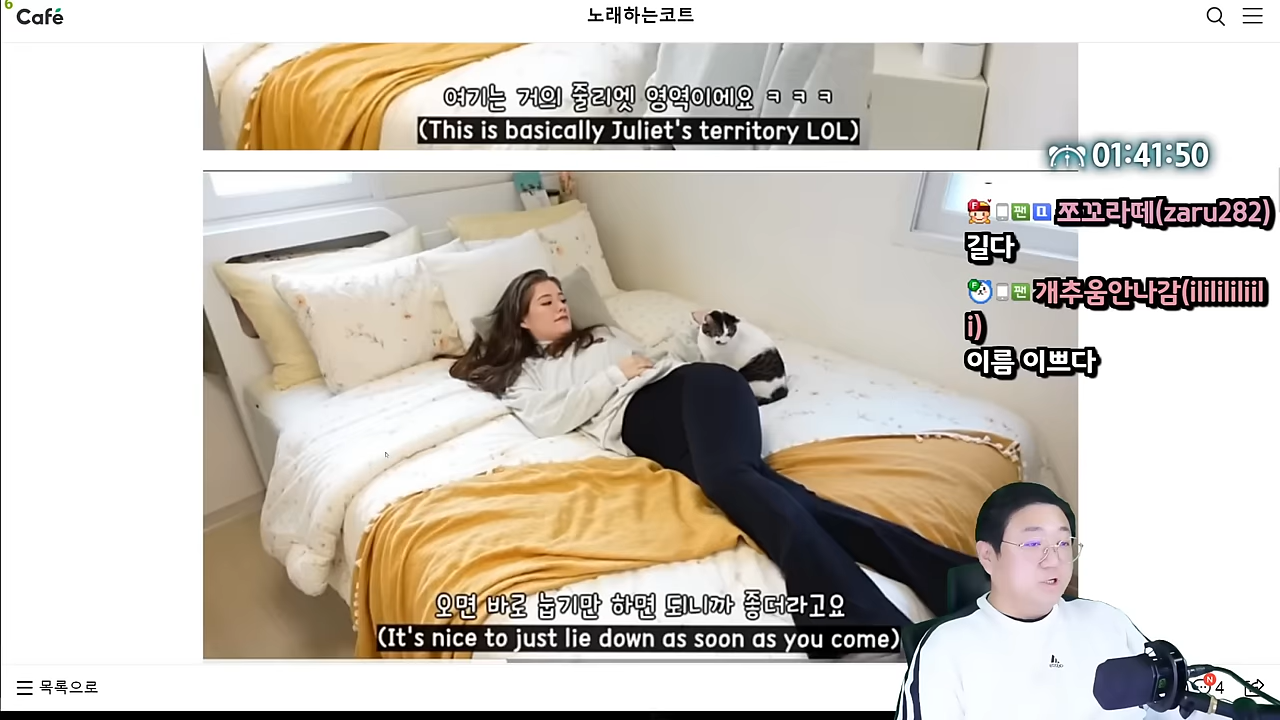 6
Café
노래하는코트
여기는 거의 줄리엣 영역이에요 ㅋㅋㅋ
(This is basically Juliet's territory LOL)
01:41:50
쪼꼬라떼(zaru282)
길다
개추움안나감(ilililililil
i)
이름 이쁘다
오면 바로 눕기만 하면 되니까 좋더라고요
(It's nice to just lie down as soon as you come)
목록으로
N
4